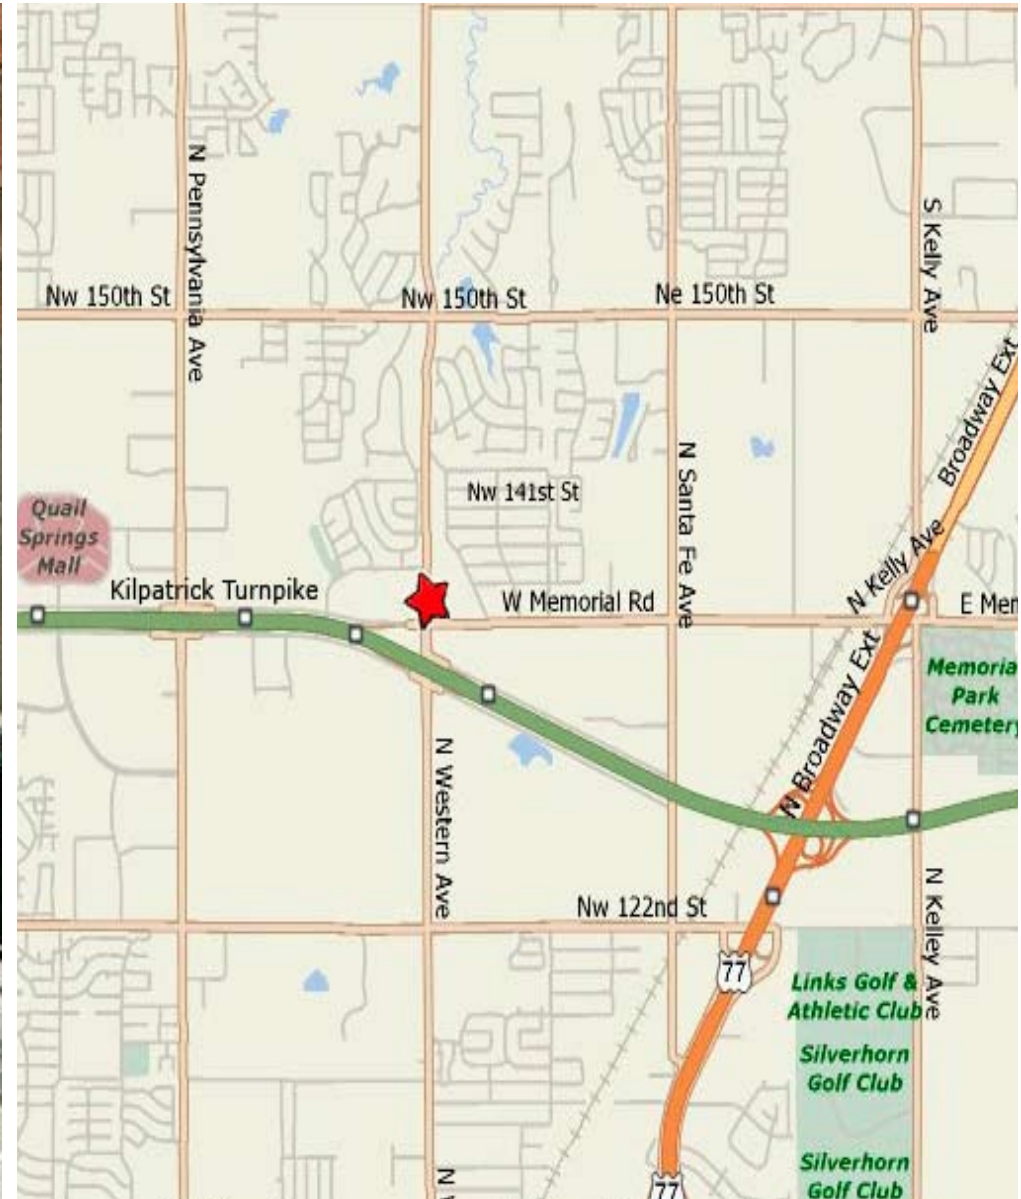 N Pennsylvania Ave
S Kelly Ave
Nw 150th St
Nw 150th St
Ne 150th St
Broadway Ext
N Santa Fe Ave
Nw 141st St
Quail
Springs
Mall
Kilpatrick Turnpike
W Memorial Rd
N Kelly Ave
E Mem
N Broadway Ext
Memoria
Park
Cemetery
N Western Ave
Nw 122nd St
N Kelley Ave
77
Links Golf &
Athletic Club
Silverhorn
Golf Club
Silverhorn
Golf Club
N
77